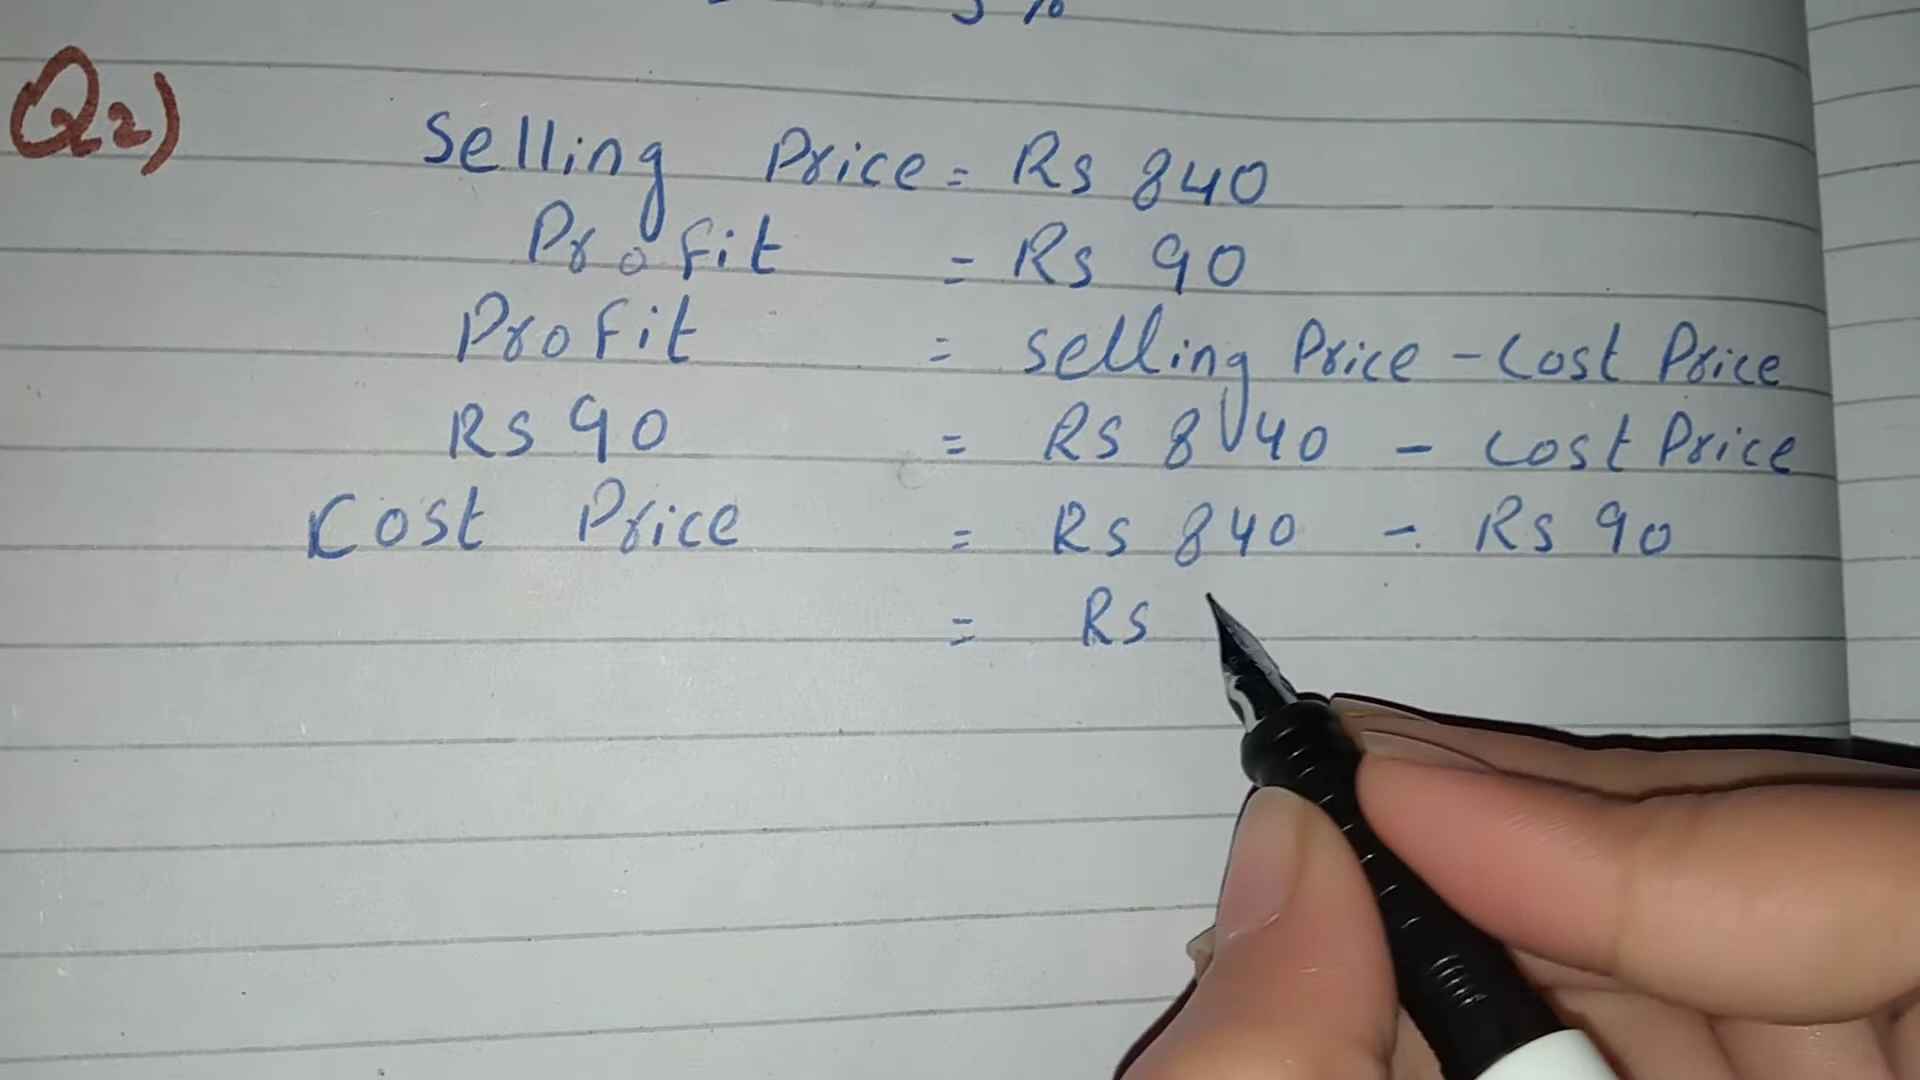 Q2)
Selling Price = Rs 840
Profit = Rs 90
Profit = Selling Price - Cost Price
Rs 90 = Rs 840 - Cost Price
Cost Price = Rs 840 - Rs 90
= Rs